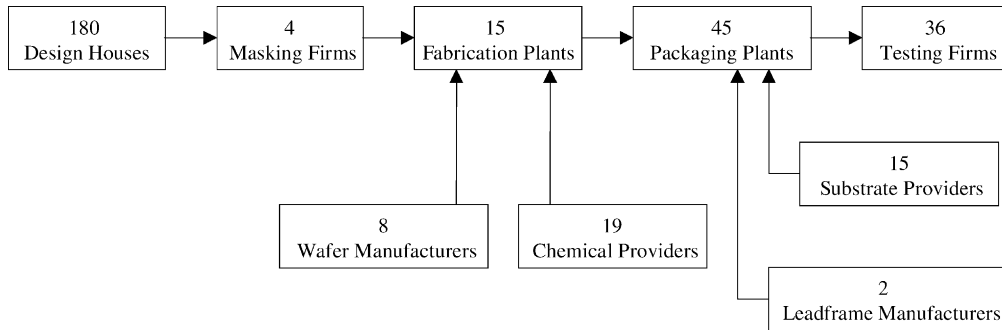 180
Design Houses
4
Masking Firms
15
Fabrication Plants
45
Packaging Plants
36
Testing Firms
15
Substrate Providers
8
Wafer Manufacturers
19
Chemical Providers
2
Leadframe Manufacturers